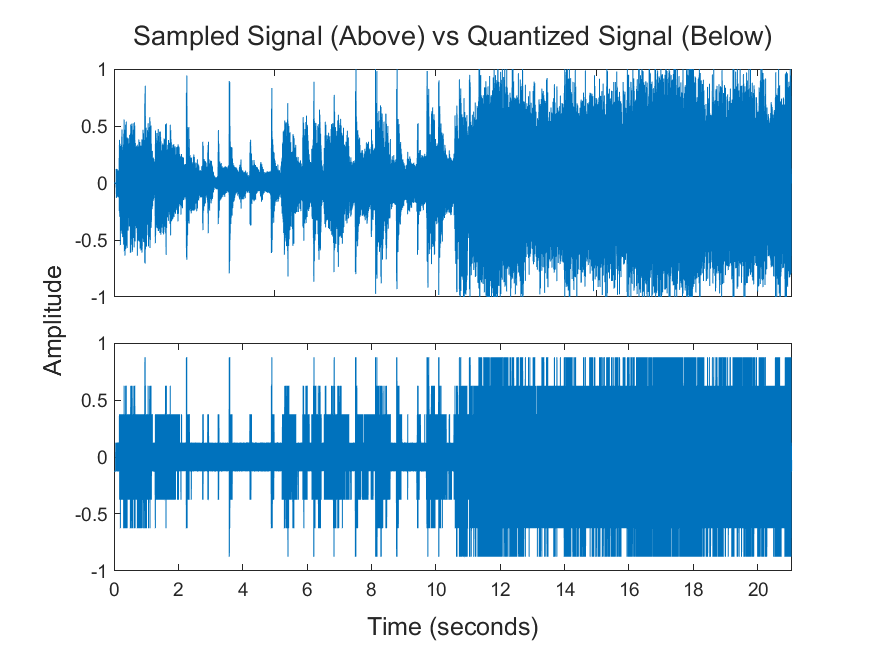 Sampled Signal (Above) vs Quantized Signal (Below)
1
0.5
0
-0.5
-1
Amplitude
1
0.5
0
-0.5
-1
0 2 4 6 8 10 12 14 16 18 20
Time (seconds)